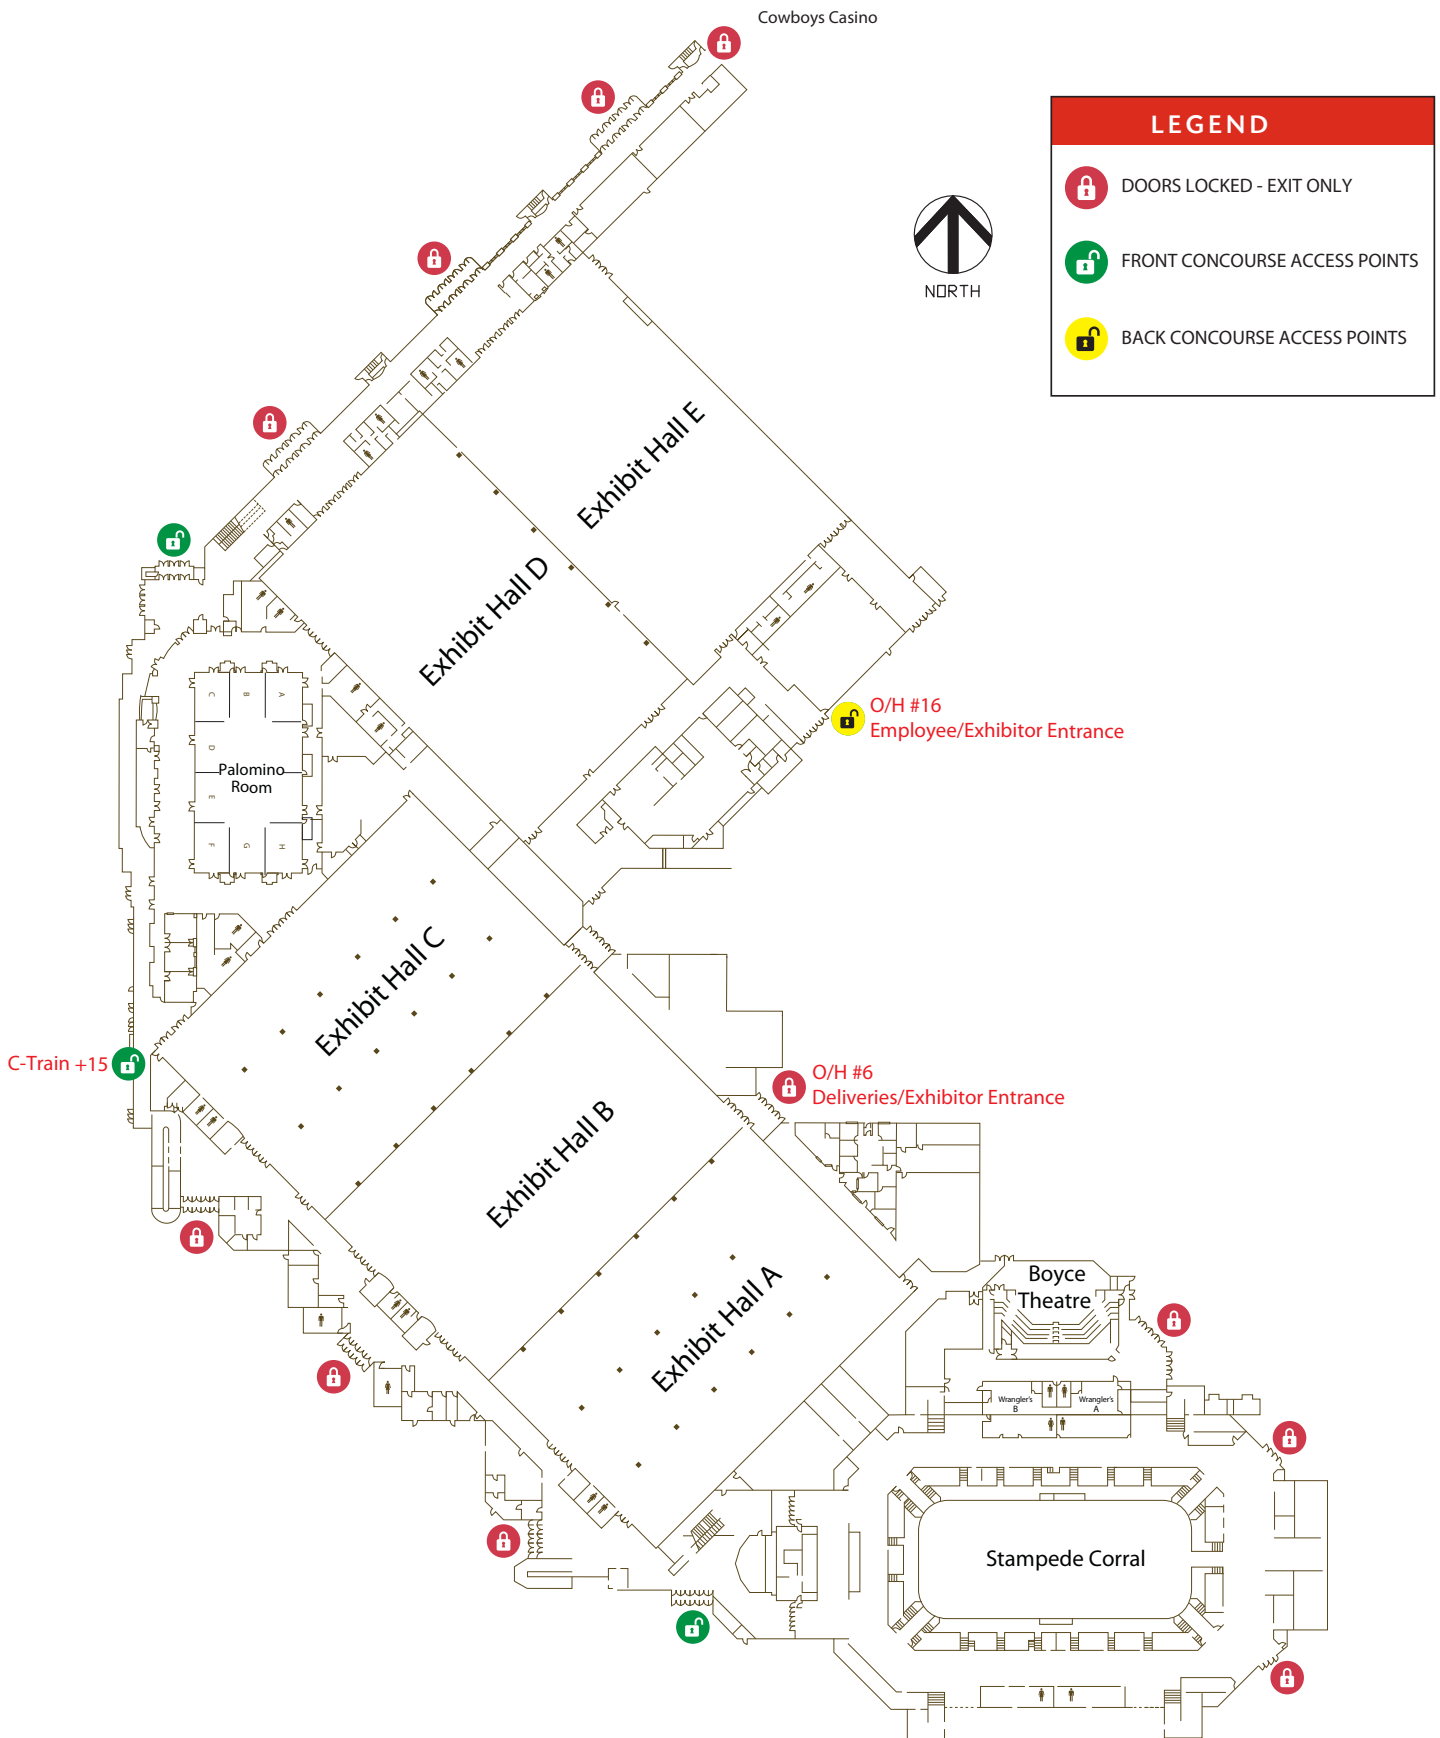 Cowboys Casino
LEGEND
DOORS LOCKED - EXIT ONLY
FRONT CONCOURSE ACCESS POINTS
BACK CONCOURSE ACCESS POINTS
NORTH
Exhibit Hall E
Exhibit Hall D
O/H #16
Employee/Exhibitor Entrance
C
B
A
D
Palomino
Room
E
F
G
H
Exhibit Hall C
C-Train +15
O/H #6
Deliveries/Exhibitor Entrance
Exhibit Hall B
Exhibit Hall A
Boyce
Theatre
Wrangler's
B
Wrangler's
A
Stampede Corral